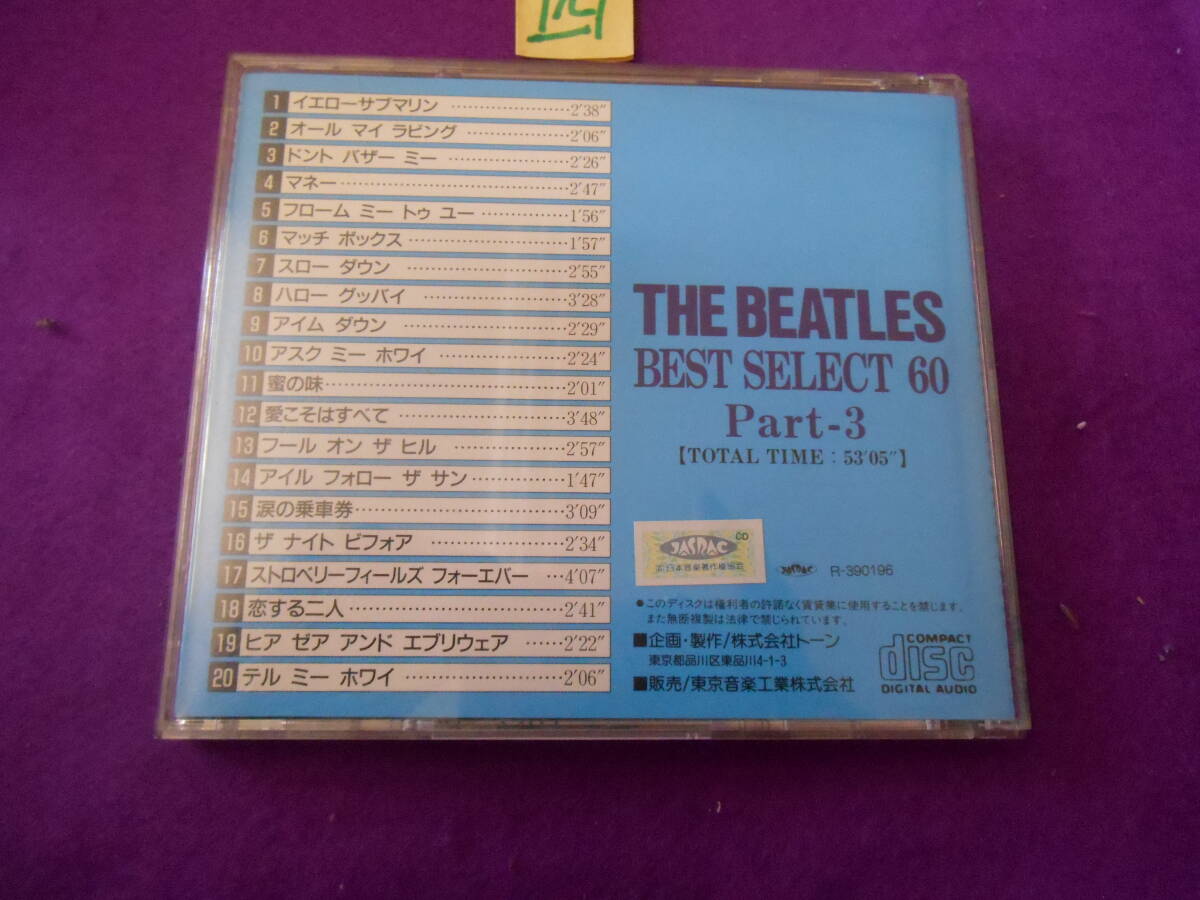 1 イエローサブマリン ……………………2′38″
2 オール マイ ラビング ………………2′06″
3 ドント バザー ミー ……………………2′26″
4 マネー……………………………………2′47″
5 フローム ミー トゥ ユー ……………1′56″
6 マッチ ボックス…………………………1′57″
7 スロー ダウン …………………………2′55″
8 ハロー グッバイ ………………………3′28″
9 アイム ダウン …………………………2′29″
10 アスク ミー ホワイ ……………………2′24″
11 蜜の味……………………………………2′01″
12 愛こそはすべて …………………………3′48″
13 フール オン ザ ヒル …………………2′57″
14 アイル フォロー ザ サン……………1′47″
15 涙の乗車券………………………………3′09″
16 ザ ナイト ビフォア ……………………2′34″
17 ストロベリーフィールズ フォーエバー …4′07″
18 恋する二人………………………………2′41″
19 ヒア ゼア アンド エブリウェア ………2′22″
20 テル ミー ホワイ ………………………2′06″
THE BEATLES
BEST SELECT 60
Part-3
【TOTAL TIME : 53′05″】
JASRAC CD
JASRAC R-390196
●このディスクは権利者の許諾なく賃貸業に使用することを禁じます。
また無断複製は法律で禁じられています。
■企画・製作/株式会社トーン
東京都品川区東品川4-1-3
■販売/東京音楽工業株式会社
COMPACT
disc
DIGITAL AUDIO